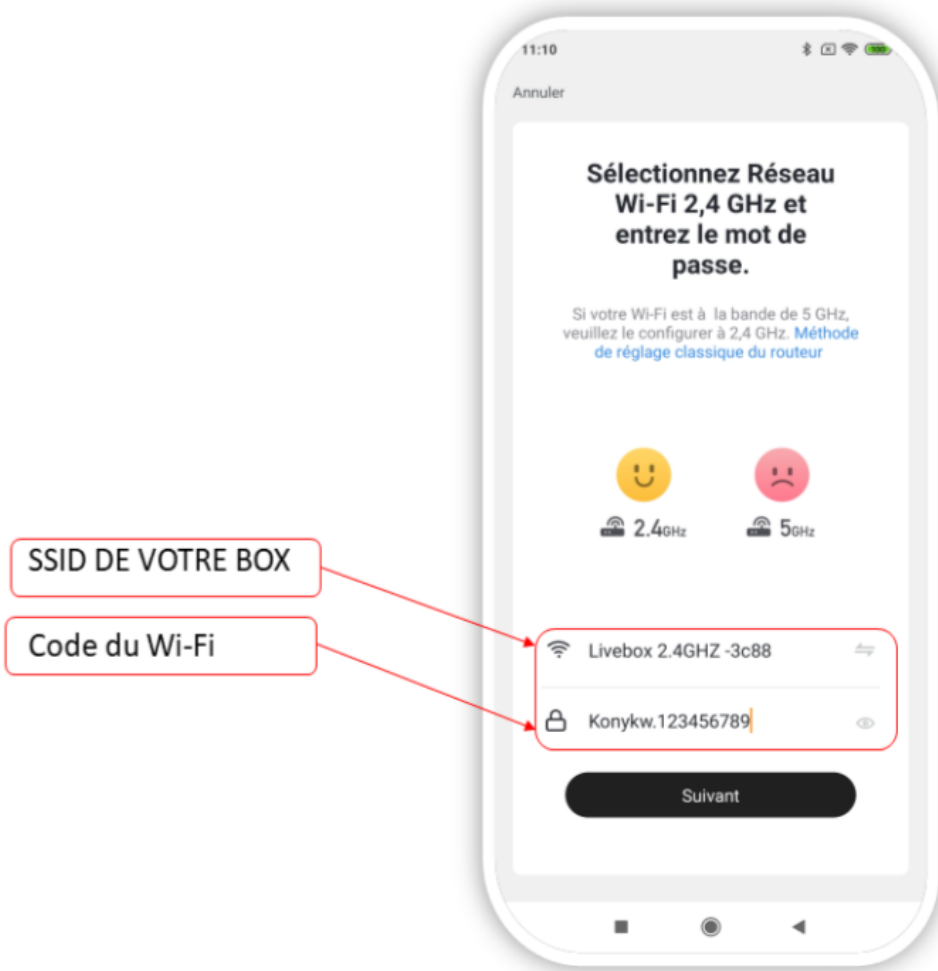 11:10
100
Annuler
Sélectionnez Réseau
Wi-Fi 2,4 GHz et
entrez le mot de
passe.
Si votre Wi-Fi est à la bande de 5 GHz,
veuillez le configurer à 2,4 GHz. Méthode
de réglage classique du routeur
2.4GHz 5GHz
SSID DE VOTRE BOX
Livebox 2.4GHZ -3c88
Code du Wi-Fi
Konykw.123456789
Suivant